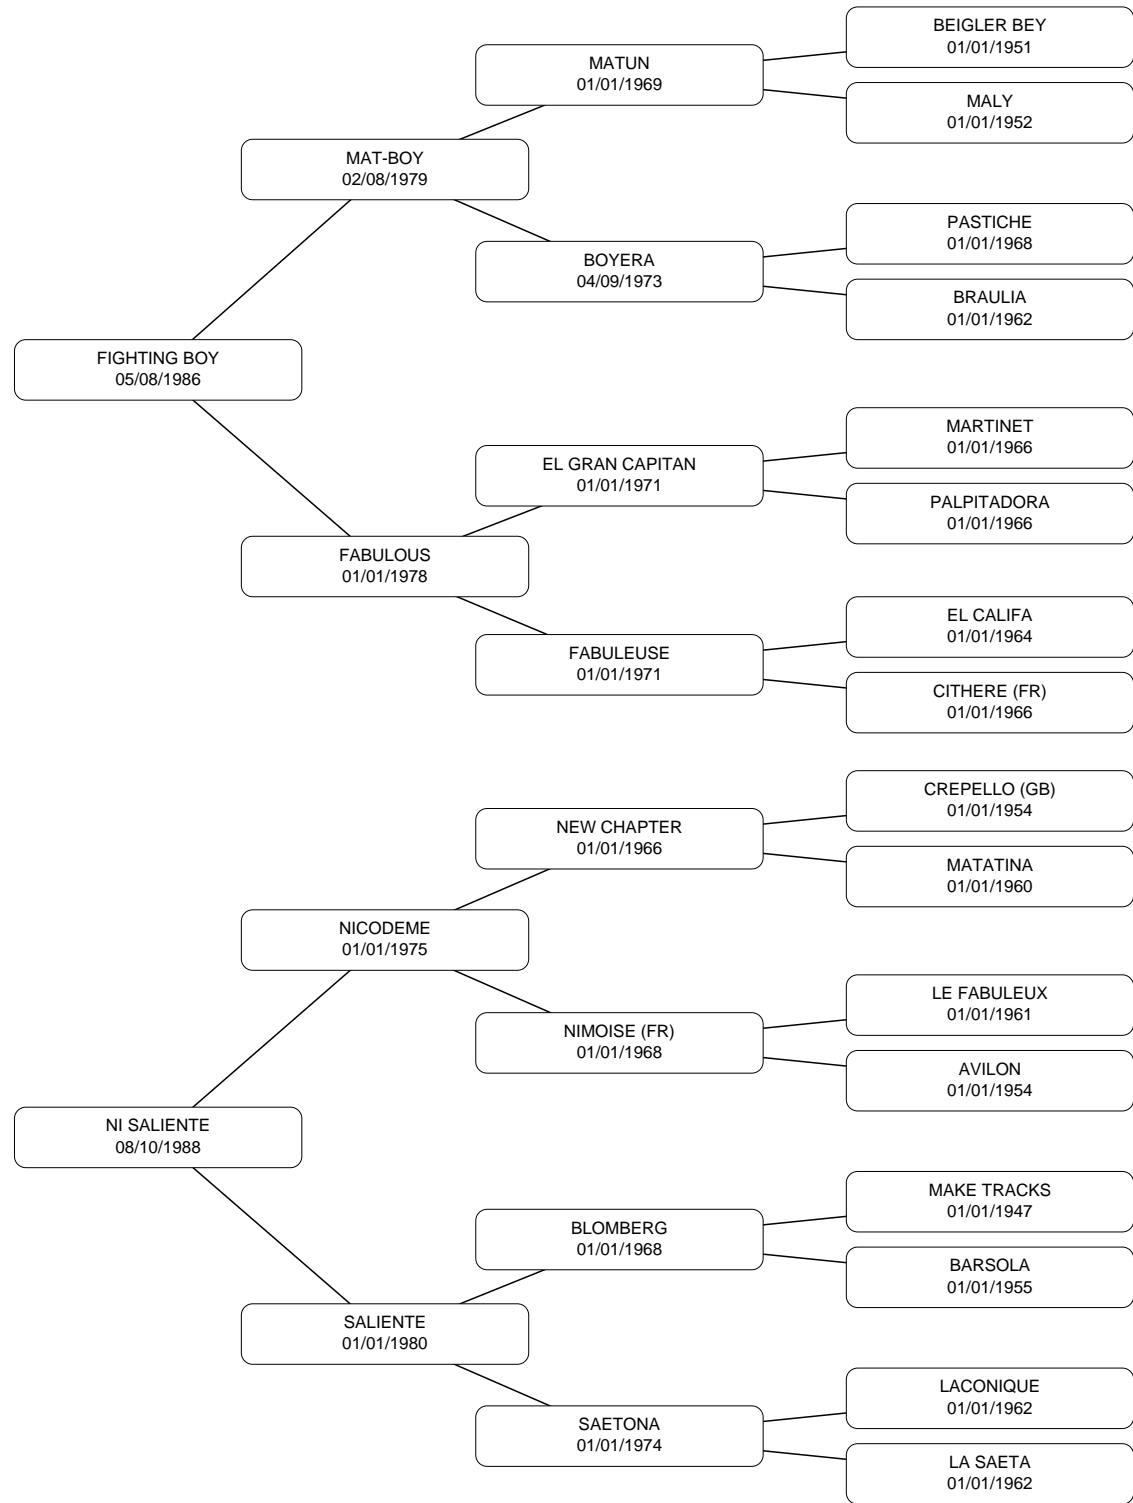 BEIGLER BEY
01/01/1951
MATUN
01/01/1969
MALY
01/01/1952
MAT-BOY
02/08/1979
PASTICHE
01/01/1968
BOYERA
04/09/1973
BRAULIA
01/01/1962
FIGHTING BOY
05/08/1986
MARTINET
01/01/1966
EL GRAN CAPITAN
01/01/1971
PALPITADORA
01/01/1966
FABULOUS
01/01/1978
EL CALIFA
01/01/1964
FABULEUSE
01/01/1971
CITHERE (FR)
01/01/1966
CREPELLO (GB)
01/01/1954
NEW CHAPTER
01/01/1966
MATATINA
01/01/1960
NICODEME
01/01/1975
LE FABULEUX
01/01/1961
NIMOISE (FR)
01/01/1968
AVILON
01/01/1954
NI SALIENTE
08/10/1988
MAKE TRACKS
01/01/1947
BLOMBERG
01/01/1968
BARSOLA
01/01/1955
SALIENTE
01/01/1980
LACONIQUE
01/01/1962
SAETONA
01/01/1974
LA SAETA
01/01/1962